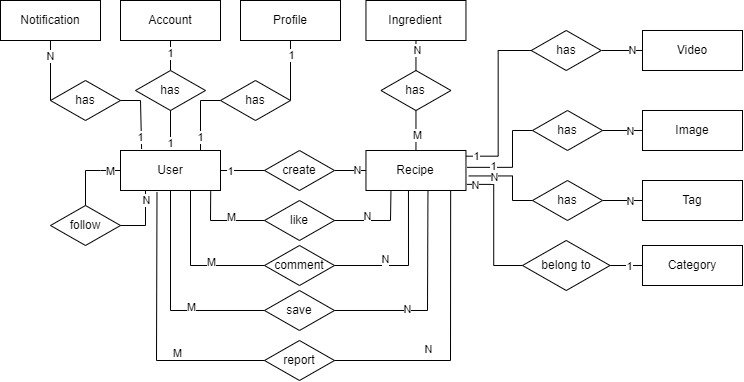 Notification
Account
Profile
Ingredient
N
1
1
N
has
has
has
has
1
1
1
M
User
1
create
N
Recipe
M
N
follow
M
like
N
M
comment
N
M
save
N
M
report
N
1
has
N
Video
1
has
N
Image
N
has
N
Tag
N
belong to
1
Category